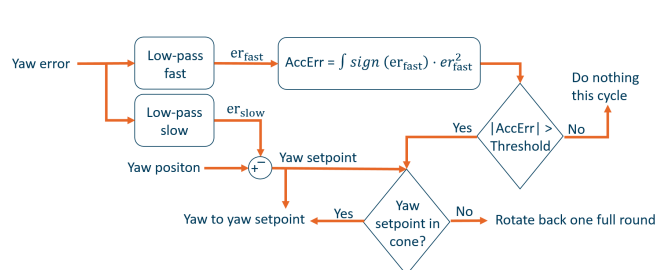 Yaw error
Low-pass
fast
er_fast
AccErr = ∫ sign (er_fast) · er²_fast
Do nothing
this cycle
Low-pass
slow
er_slow
|AccErr| >
Threshold
Yes
No
Yaw positon
+
−
Yaw setpoint
Yaw to yaw setpoint
Yes
Yaw
setpoint in
cone?
No
Rotate back one full round